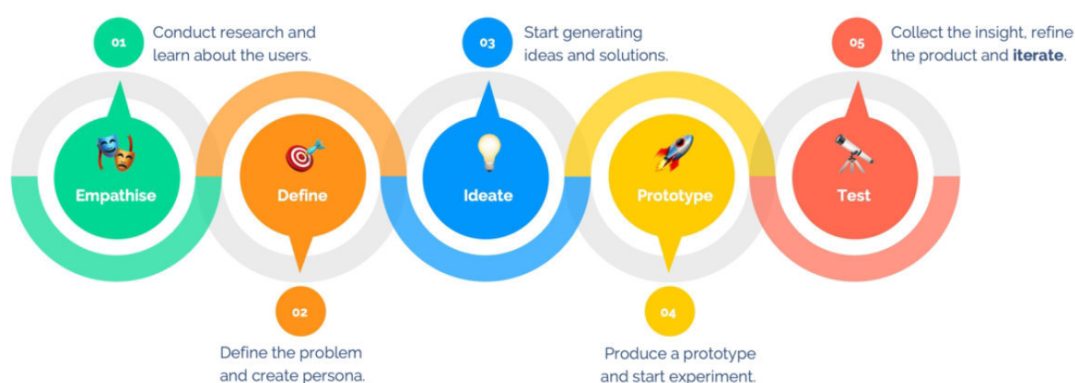 01
Conduct research and
learn about the users.
Empathise
Define
02
Define the problem
and create persona.
03
Start generating
ideas and solutions.
Ideate
Prototype
04
Produce a prototype
and start experiment.
05
Collect the insight, refine
the product and iterate.
Test